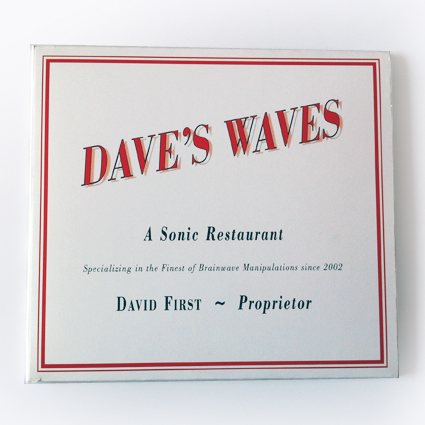 DAVE'S WAVES
A Sonic Restaurant
Specializing in the Finest of Brainwave Manipulations since 2002
DAVID FIRST ~ Proprietor